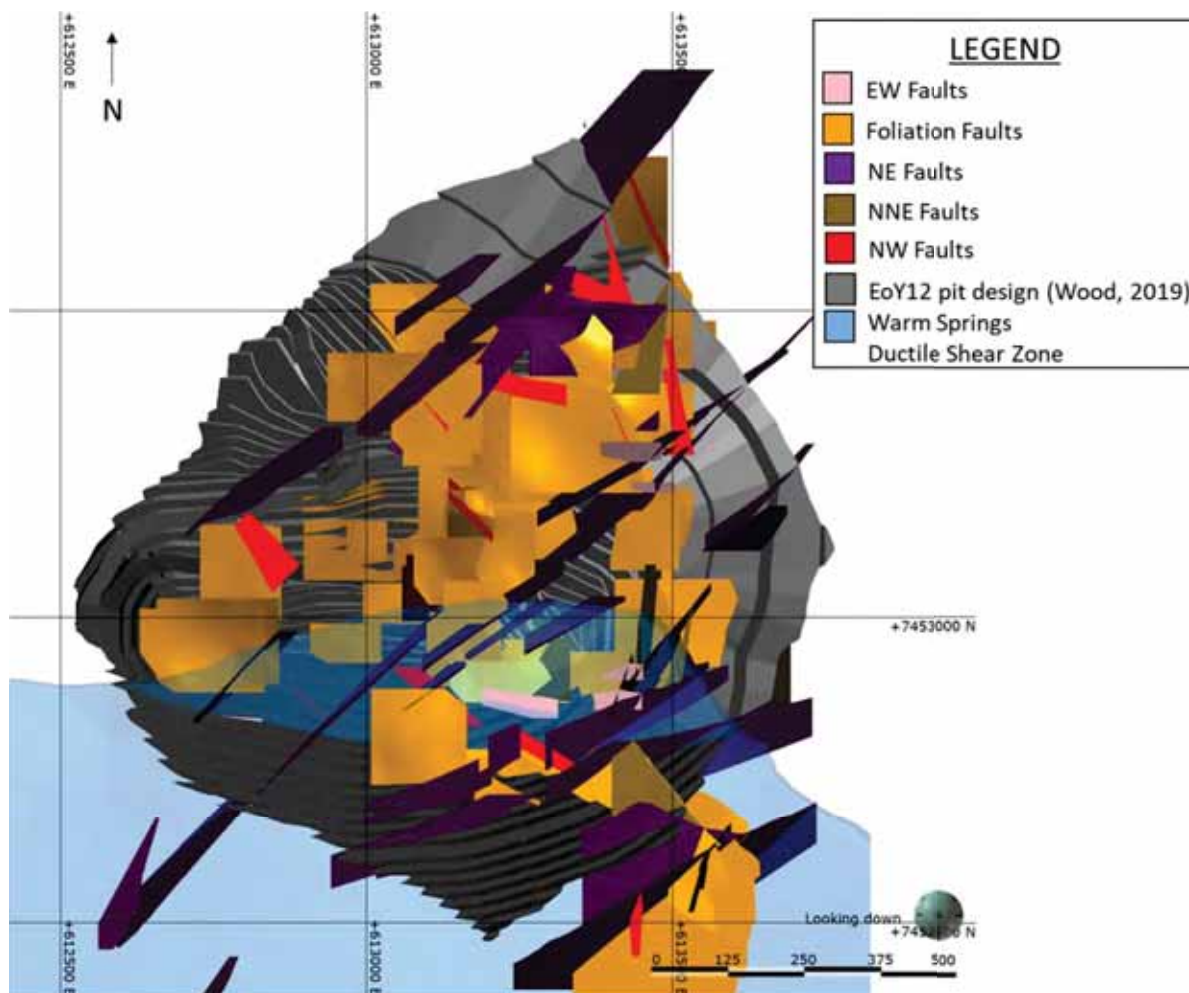 +612500 E
+613000 E
N
LEGEND
EW Faults
Foliation Faults
NE Faults
NNE Faults
NW Faults
EoY12 pit design (Wood, 2019)
Warm Springs
Ductile Shear Zone
+7453000 N
Looking down
+612500 E
+613000 E
0 125 250 375 500